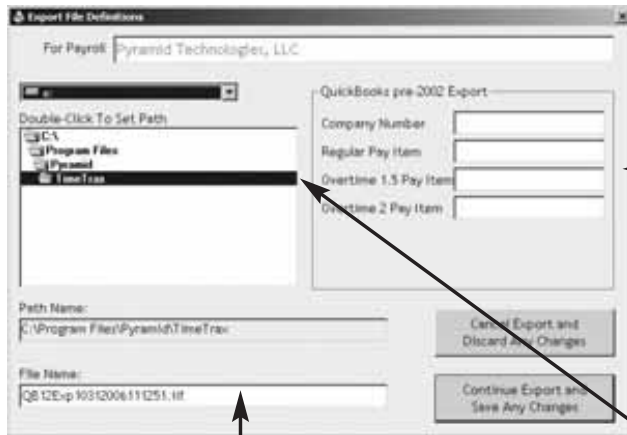 Export File Definitions
For Payroll Pyramid Technologies, LLC
c:
Double-Click To Set Path
C:\
Program Files
Pyramid
TimeTrax
QuickBooks pre-2002 Export
Company Number
Regular Pay Item
Overtime 1.5 Pay Item
Overtime 2 Pay Item
Path Name:
C:\Program Files\Pyramid\TimeTrax
Cancel Export and
Discard Any Changes
File Name:
QB12Exp10312006111251.tif
Continue Export and
Save Any Changes